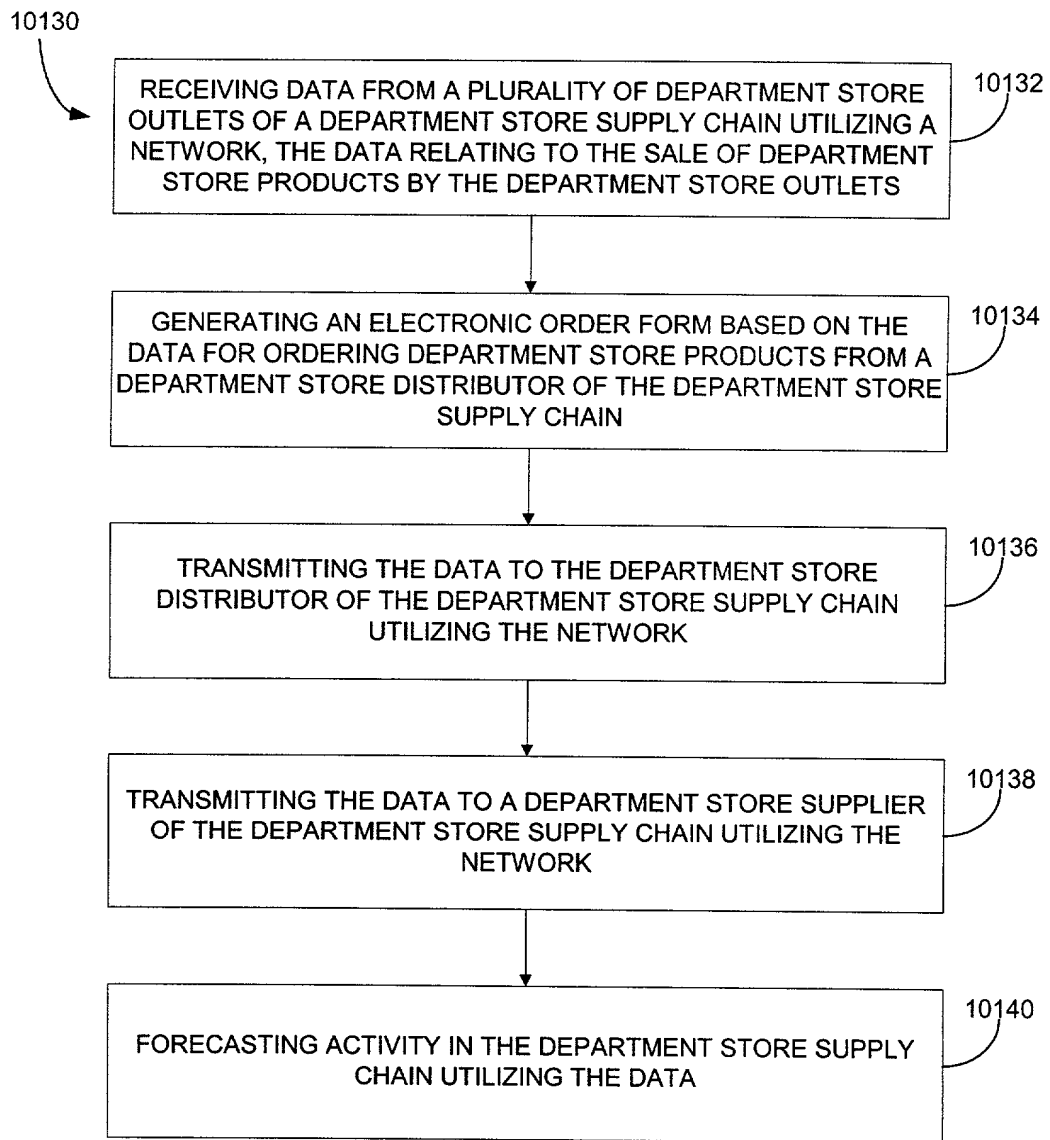 10130
RECEIVING DATA FROM A PLURALITY OF DEPARTMENT STORE
OUTLETS OF A DEPARTMENT STORE SUPPLY CHAIN UTILIZING A
NETWORK, THE DATA RELATING TO THE SALE OF DEPARTMENT
STORE PRODUCTS BY THE DEPARTMENT STORE OUTLETS
10132
GENERATING AN ELECTRONIC ORDER FORM BASED ON THE
DATA FOR ORDERING DEPARTMENT STORE PRODUCTS FROM A
DEPARTMENT STORE DISTRIBUTOR OF THE DEPARTMENT STORE
SUPPLY CHAIN
10134
TRANSMITTING THE DATA TO THE DEPARTMENT STORE
DISTRIBUTOR OF THE DEPARTMENT STORE SUPPLY CHAIN
UTILIZING THE NETWORK
10136
TRANSMITTING THE DATA TO A DEPARTMENT STORE SUPPLIER
OF THE DEPARTMENT STORE SUPPLY CHAIN UTILIZING THE
NETWORK
10138
FORECASTING ACTIVITY IN THE DEPARTMENT STORE SUPPLY
CHAIN UTILIZING THE DATA
10140